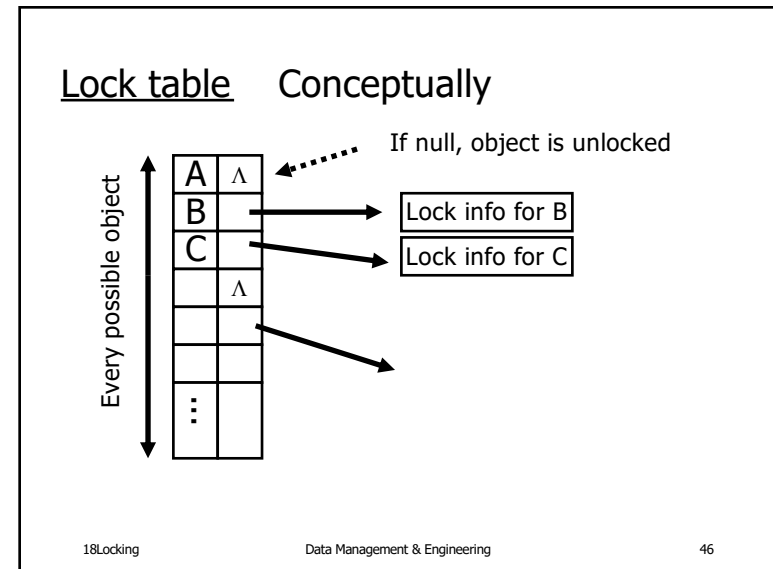 Lock table Conceptually
If null, object is unlocked
Every possible object
A Λ
B
Lock info for B
C
Lock info for C
Λ
...
18Locking Data Management & Engineering 46